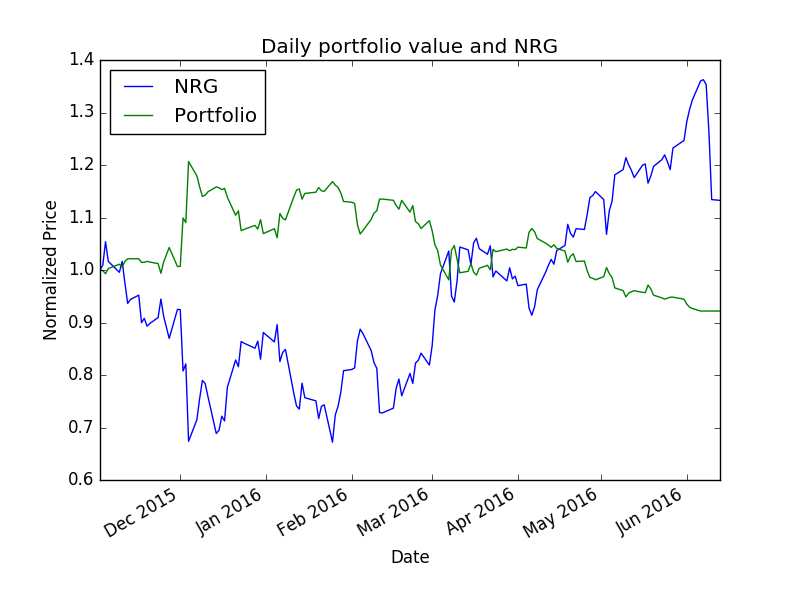 Daily portfolio value and NRG
NRG
Portfolio
1.4
1.3
1.2
1.1
1.0
0.9
0.8
0.7
0.6
Normalized Price
Dec 2015
Jan 2016
Feb 2016
Mar 2016
Apr 2016
May 2016
Jun 2016
Date